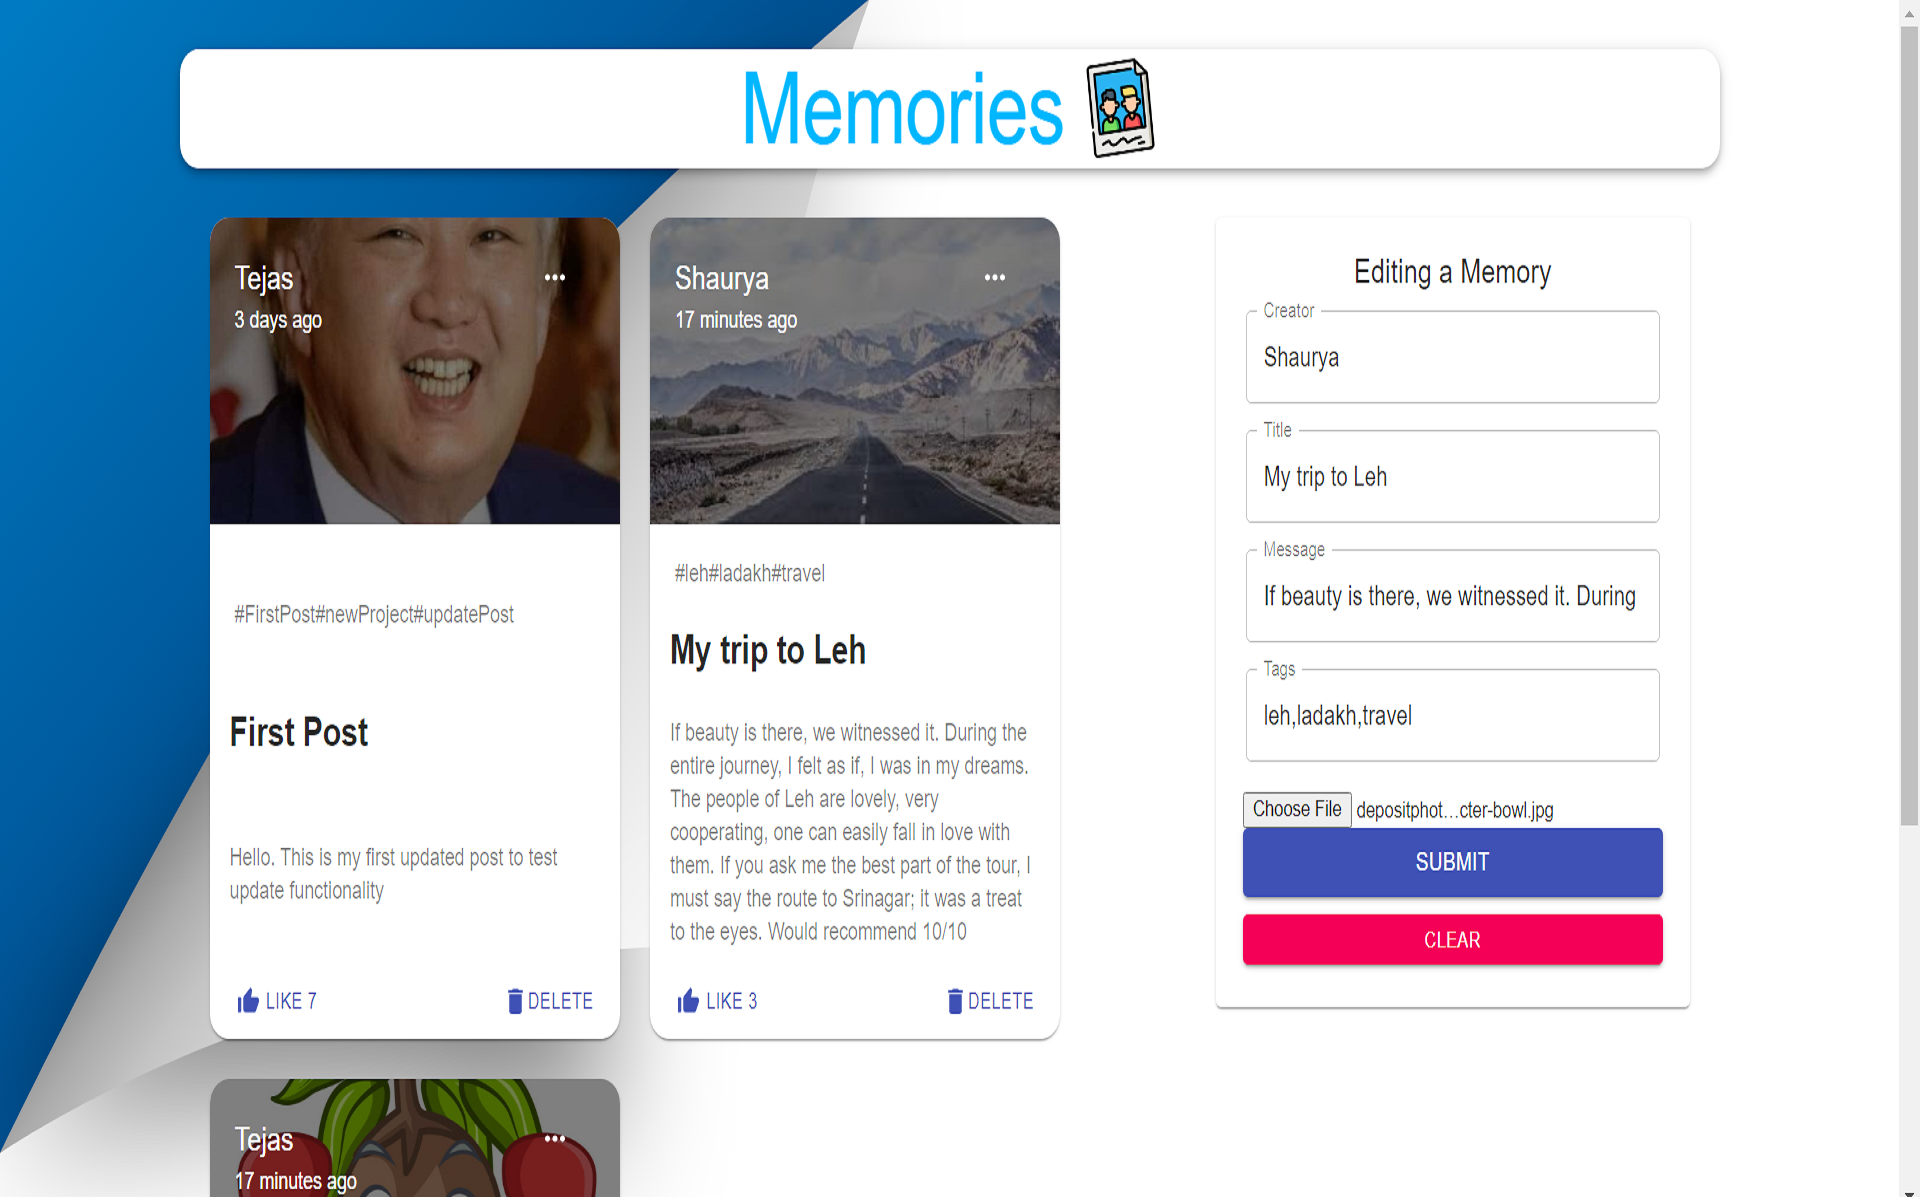 Memories
Tejas
3 days ago
#FirstPost#newProject#updatePost
First Post
Hello. This is my first updated post to test
update functionality
LIKE 7
DELETE
Shaurya
17 minutes ago
#leh#ladakh#travel
My trip to Leh
If beauty is there, we witnessed it. During the
entire journey, I felt as if, I was in my dreams.
The people of Leh are lovely, very
cooperating, one can easily fall in love with
them. If you ask me the best part of the tour, I
must say the route to Srinagar; it was a treat
to the eyes. Would recommend 10/10
LIKE 3
DELETE
Tejas
17 minutes ago
Editing a Memory
Creator
Shaurya
Title
My trip to Leh
Message
If beauty is there, we witnessed it. During
Tags
leh,ladakh,travel
Choose File depositphot...cter-bowl.jpg
SUBMIT
CLEAR